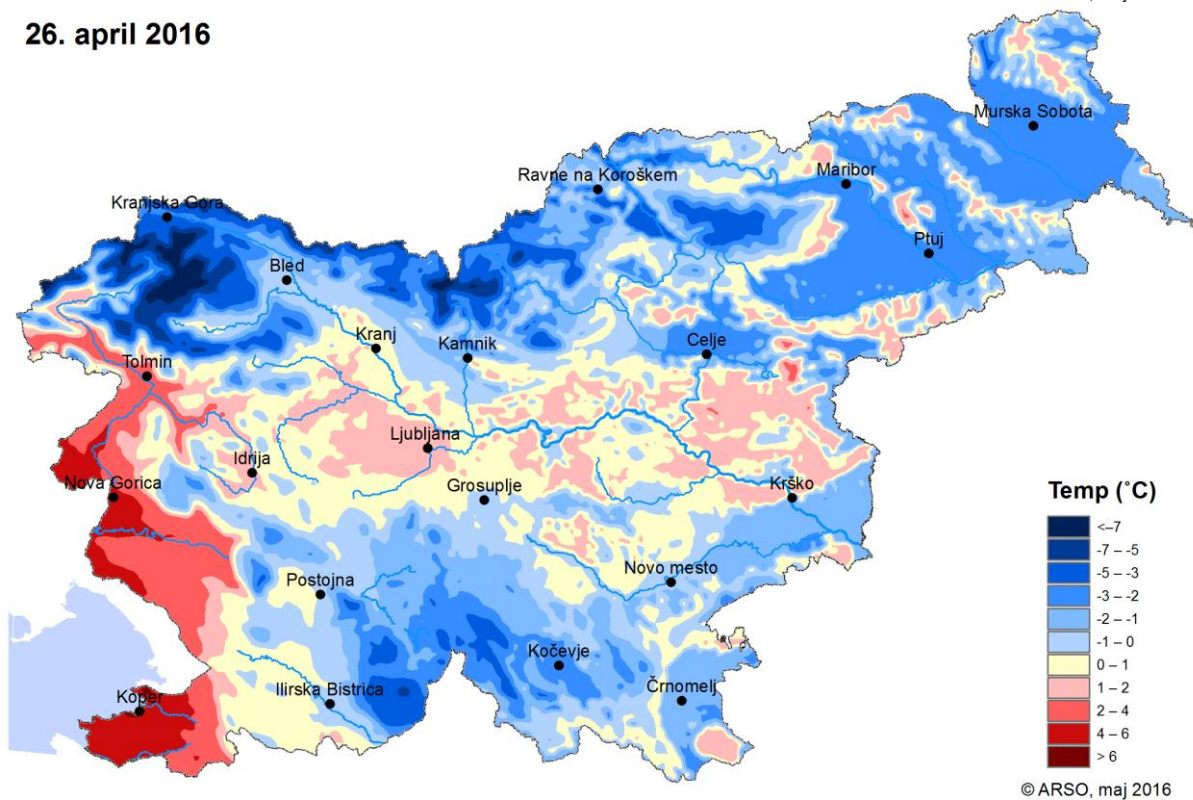 26. april 2016
Murska Sobota
Ravne na Koroškem
Maribor
Kranjska Gora
Ptuj
Bled
Kranj
Kamnik
Celje
Tolmin
Ljubljana
Idrija
Nova Gorica
Grosuplje
Krško
Postojna
Novo mesto
Kočevje
Koper
Ilirska Bistrica
Črnomelj
Temp (˚C)
<–7
-7 – -5
-5 – -3
-3 – -2
-2 – -1
-1 – 0
0 – 1
1 – 2
2 – 4
4 – 6
> 6
© ARSO, maj 2016